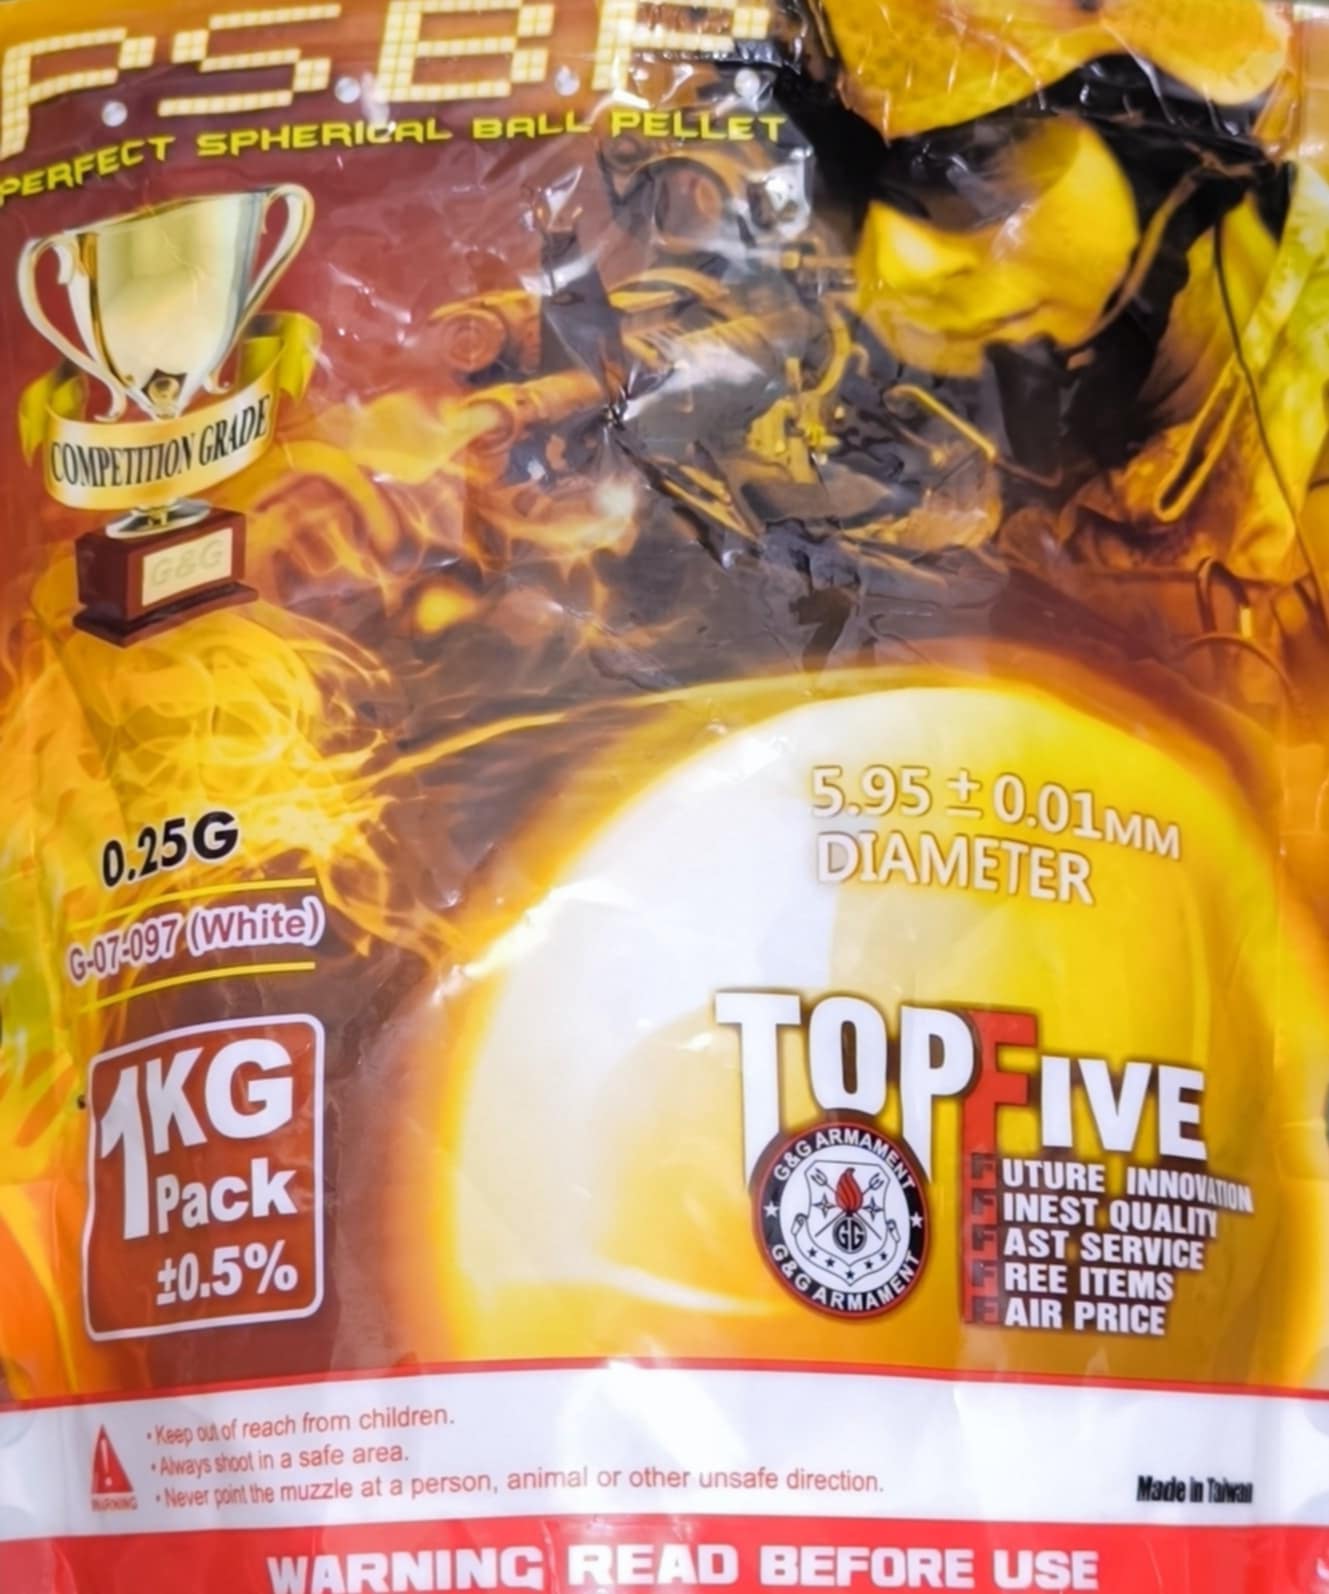 P.S.B.P.
PERFECT SPHERICAL BALL PELLET
COMPETITION GRADE
G&G
5.95 ± 0.01MM
DIAMETER
0.25G
G-07-097 (White)
1KG
Pack
±0.5%
TOPFIVE
G&G ARMAMENT
GG
G&G ARMAMENT
FUTURE INNOVATION
FINEST QUALITY
FAST SERVICE
FREE ITEMS
FAIR PRICE
• Keep out of reach from children.
• Always shoot in a safe area.
• Never point the muzzle at a person, animal or other unsafe direction.
WARNING
Made in Taiwan
WARNING READ BEFORE USE